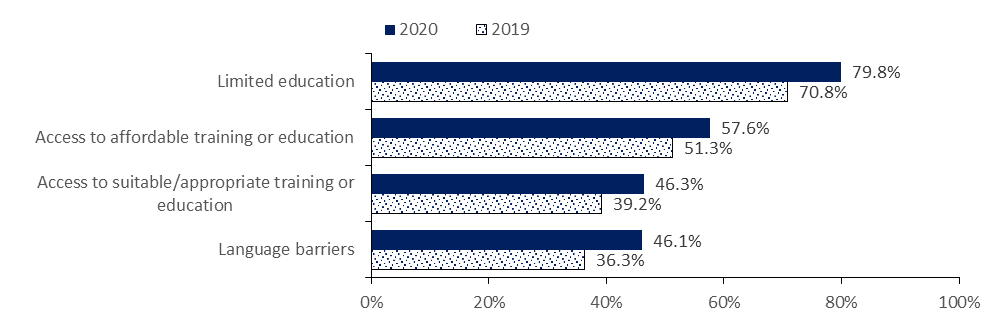 2020 2019
Limited education
79.8%
70.8%
Access to affordable training or education
57.6%
51.3%
Access to suitable/appropriate training or
education
46.3%
39.2%
Language barriers
46.1%
36.3%
0% 20% 40% 60% 80% 100%